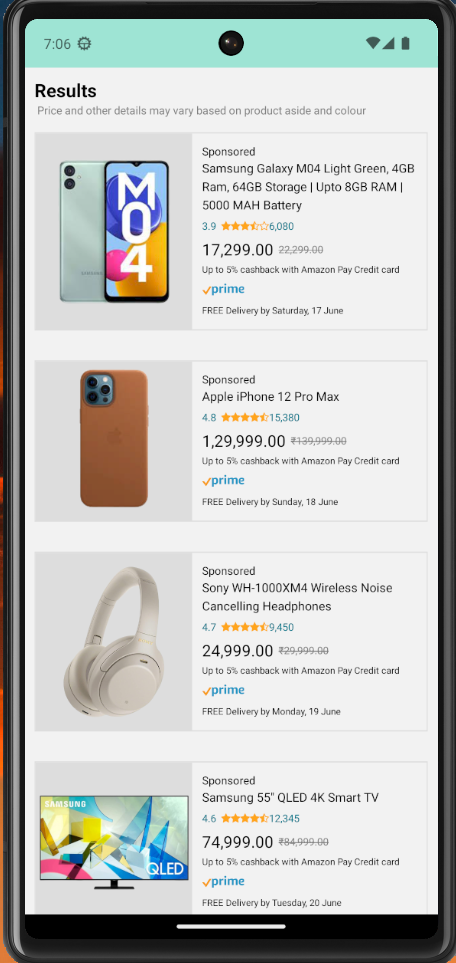 7:06
Results
Price and other details may vary based on product aside and colour
M
0
4
SAMSUNG
Sponsored
Samsung Galaxy M04 Light Green, 4GB
Ram, 64GB Storage | Upto 8GB RAM |
5000 MAH Battery
3.9 6,080
17,299.00 22,299.00
Up to 5% cashback with Amazon Pay Credit card
prime
FREE Delivery by Saturday, 17 June
Sponsored
Apple iPhone 12 Pro Max
4.8 15,380
1,29,999.00 ₹139,999.00
Up to 5% cashback with Amazon Pay Credit card
prime
FREE Delivery by Sunday, 18 June
Sponsored
Sony WH-1000XM4 Wireless Noise
Cancelling Headphones
4.7 9,450
24,999.00 ₹29,999.00
Up to 5% cashback with Amazon Pay Credit card
prime
FREE Delivery by Monday, 19 June
SAMSUNG
QLED
Sponsored
Samsung 55" QLED 4K Smart TV
4.6 12,345
74,999.00 ₹84,999.00
Up to 5% cashback with Amazon Pay Credit card
prime
FREE Delivery by Tuesday, 20 June